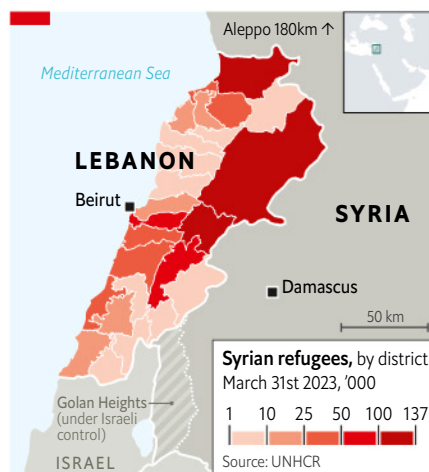 Aleppo 180km ↑
Mediterranean Sea
LEBANON
Beirut
SYRIA
Damascus
50 km
Golan Heights
(under Israeli
control)
ISRAEL
Syrian refugees, by district
March 31st 2023, '000
1 10 25 50 100 137
Source: UNHCR